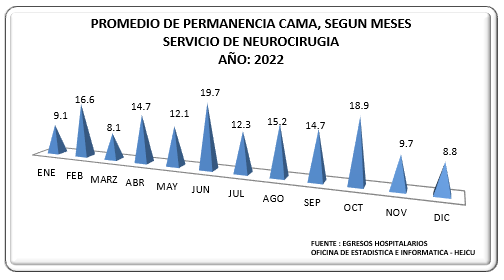 PROMEDIO DE PERMANENCIA CAMA, SEGUN MESES
SERVICIO DE NEUROCIRUGIA
AÑO: 2022
9.1
16.6
8.1
14.7
12.1
19.7
12.3
15.2
14.7
18.9
9.7
8.8
ENE
FEB
MARZ
ABR
MAY
JUN
JUL
AGO
SEP
OCT
NOV
DIC
FUENTE : EGRESOS HOSPITALARIOS
OFICINA DE ESTADISTICA E INFORMATICA - HEJCU